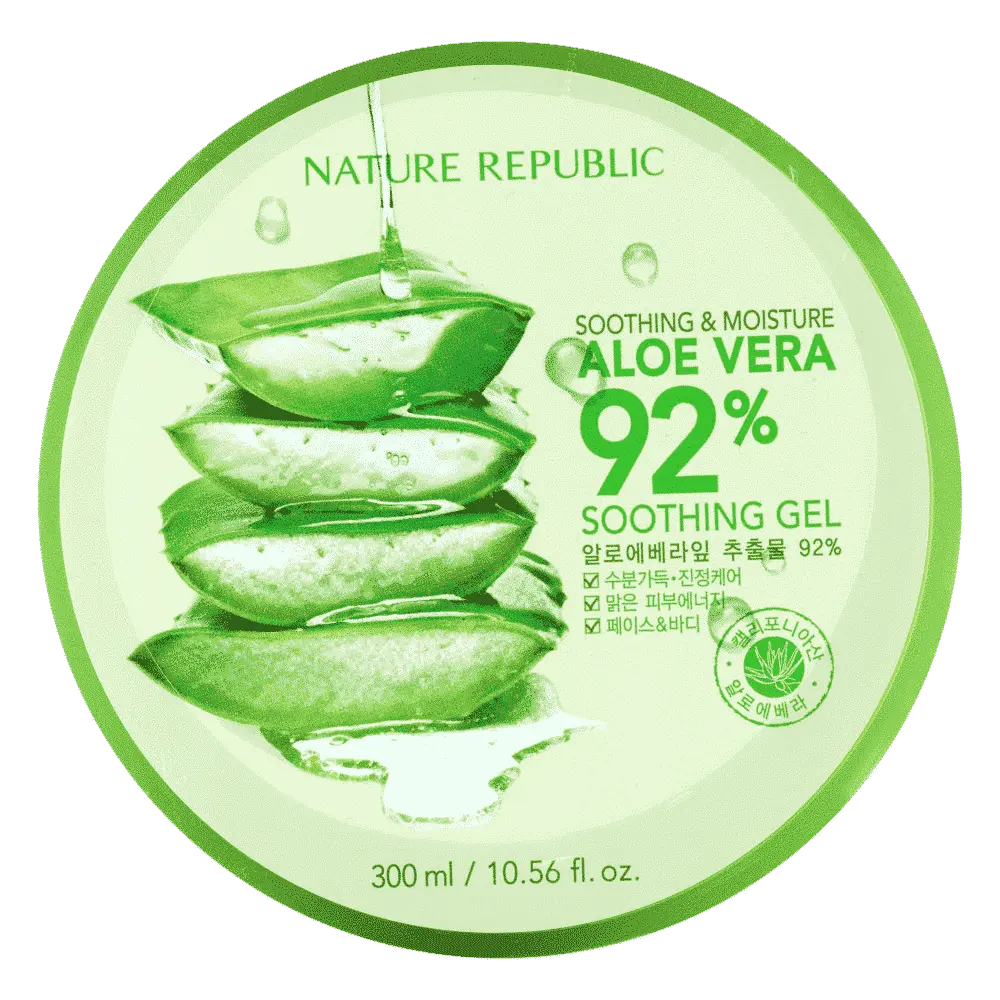 NATURE REPUBLIC
SOOTHING & MOISTURE
ALOE VERA
92%
SOOTHING GEL
알로에베라잎 추출물 92%
☑ 수분가득·진정케어
☑ 맑은 피부에너지
☑ 페이스&바디
캘리포니아산
· 알로에베라 ·
300 ml / 10.56 fl. oz.